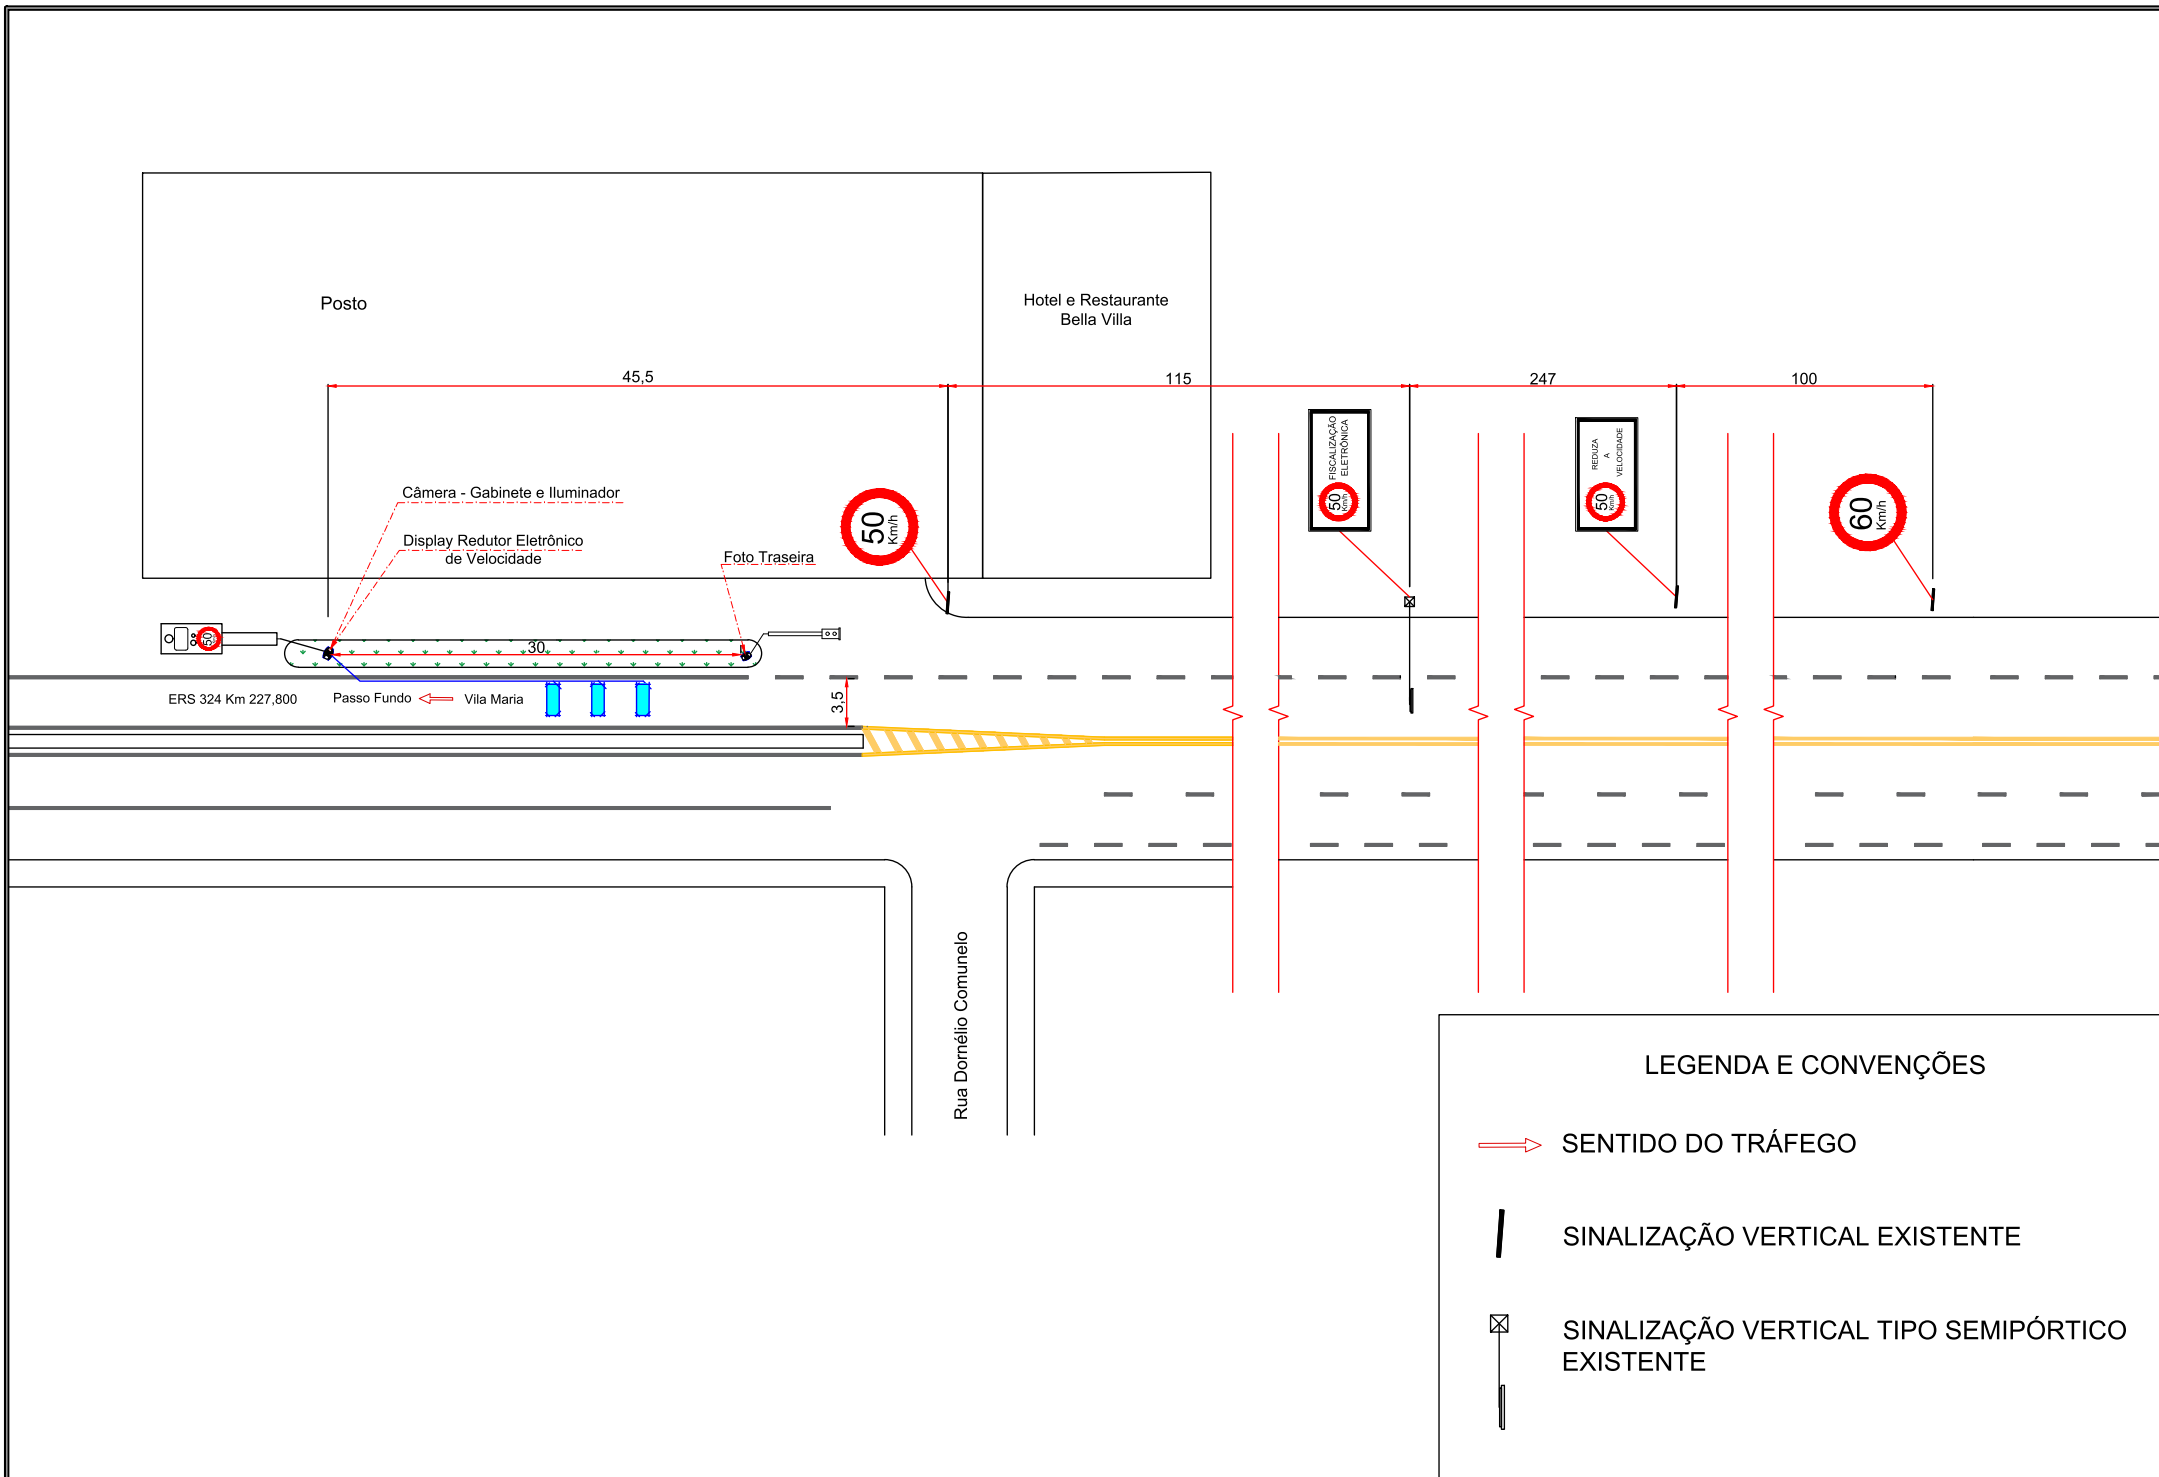 Posto
Hotel e Restaurante
Bella Villa
45,5
115
247
100
Câmera - Gabinete e Iluminador
Display Redutor Eletrônico
de Velocidade
Foto Traseira
50
Km/h
FISCALIZAÇÃO
ELETRÔNICA
50
Km/h
REDUZA
A
VELOCIDADE
50
Km/h
60
Km/h
50
30
3,5
ERS 324 Km 227,800
Passo Fundo
Vila Maria
Rua Dornélio Comunelo
LEGENDA E CONVENÇÕES
SENTIDO DO TRÁFEGO
SINALIZAÇÃO VERTICAL EXISTENTE
SINALIZAÇÃO VERTICAL TIPO SEMIPÓRTICO
EXISTENTE